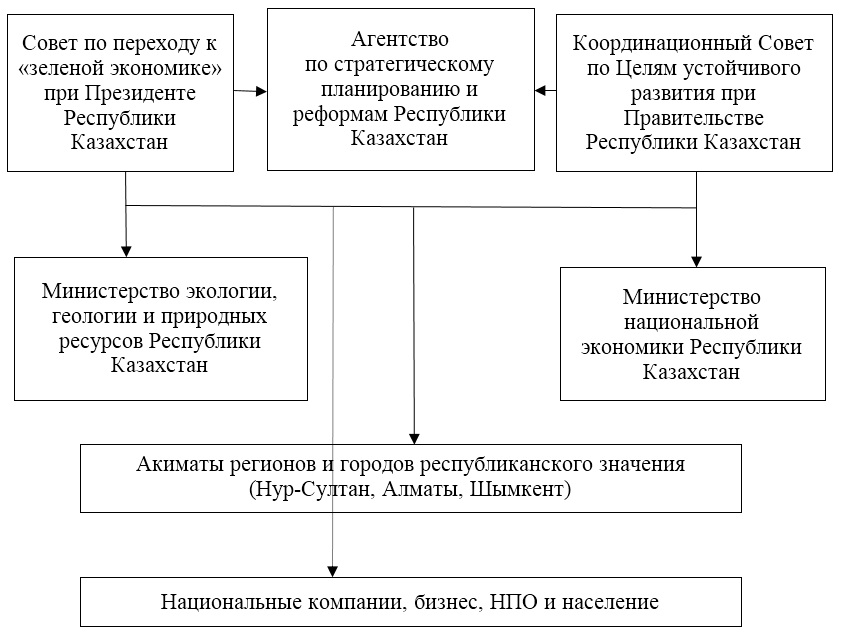 Совет по переходу к
«зеленой экономике»
при Президенте
Республики
Казахстан
Агентство
по стратегическому
планированию и
реформам Республики
Казахстан
Координационный Совет
по Целям устойчивого
развития при
Правительстве
Республики Казахстан
Министерство экологии,
геологии и природных
ресурсов Республики
Казахстан
Министерство
национальной
экономики Республики
Казахстан
Акиматы регионов и городов республиканского значения
(Нур-Султан, Алматы, Шымкент)
Национальные компании, бизнес, НПО и население